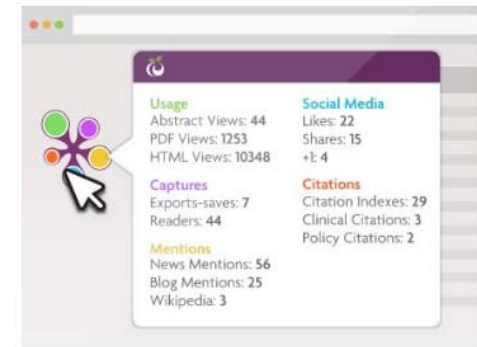 Usage
Abstract Views: 44
PDF Views: 1253
HTML Views: 10348
Captures
Exports-saves: 7
Readers: 44
Mentions
News Mentions: 56
Blog Mentions: 25
Wikipedia: 3
Social Media
Likes: 22
Shares: 15
+1: 4
Citations
Citation Indexes: 29
Clinical Citations: 3
Policy Citations: 2